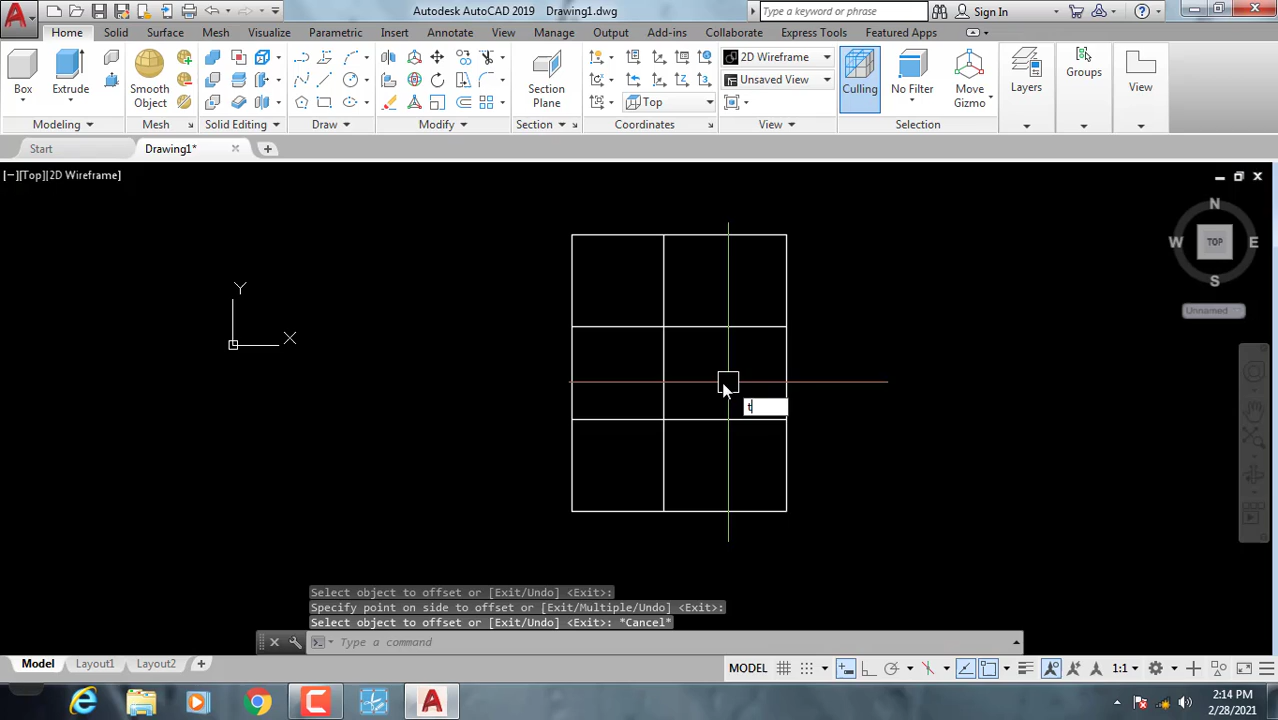 Autodesk AutoCAD 2019 Drawing1.dwg
Type a keyword or phrase
Sign In
Home Solid Surface Mesh Visualize Parametric Insert Annotate View Manage Output Add-ins Collaborate Express Tools Featured Apps
Box
Extrude
Smooth
Object
Section
Plane
2D Wireframe
Unsaved View
Top
Culling
No Filter
Move
Gizmo
Layers
Groups
View
Modeling
Mesh
Solid Editing
Draw
Modify
Section
Coordinates
View
Selection
Start
Drawing1*
[−][Top][2D Wireframe]
N
W
TOP
E
S
Unnamed
Y
X
t
Select object to offset or [Exit/Undo] <Exit>:
Specify point on side to offset or [Exit/Multiple/Undo] <Exit>:
Select object to offset or [Exit/Undo] <Exit>: *Cancel*
Type a command
Model Layout1 Layout2
MODEL
1:1
2:14 PM
2/28/2021